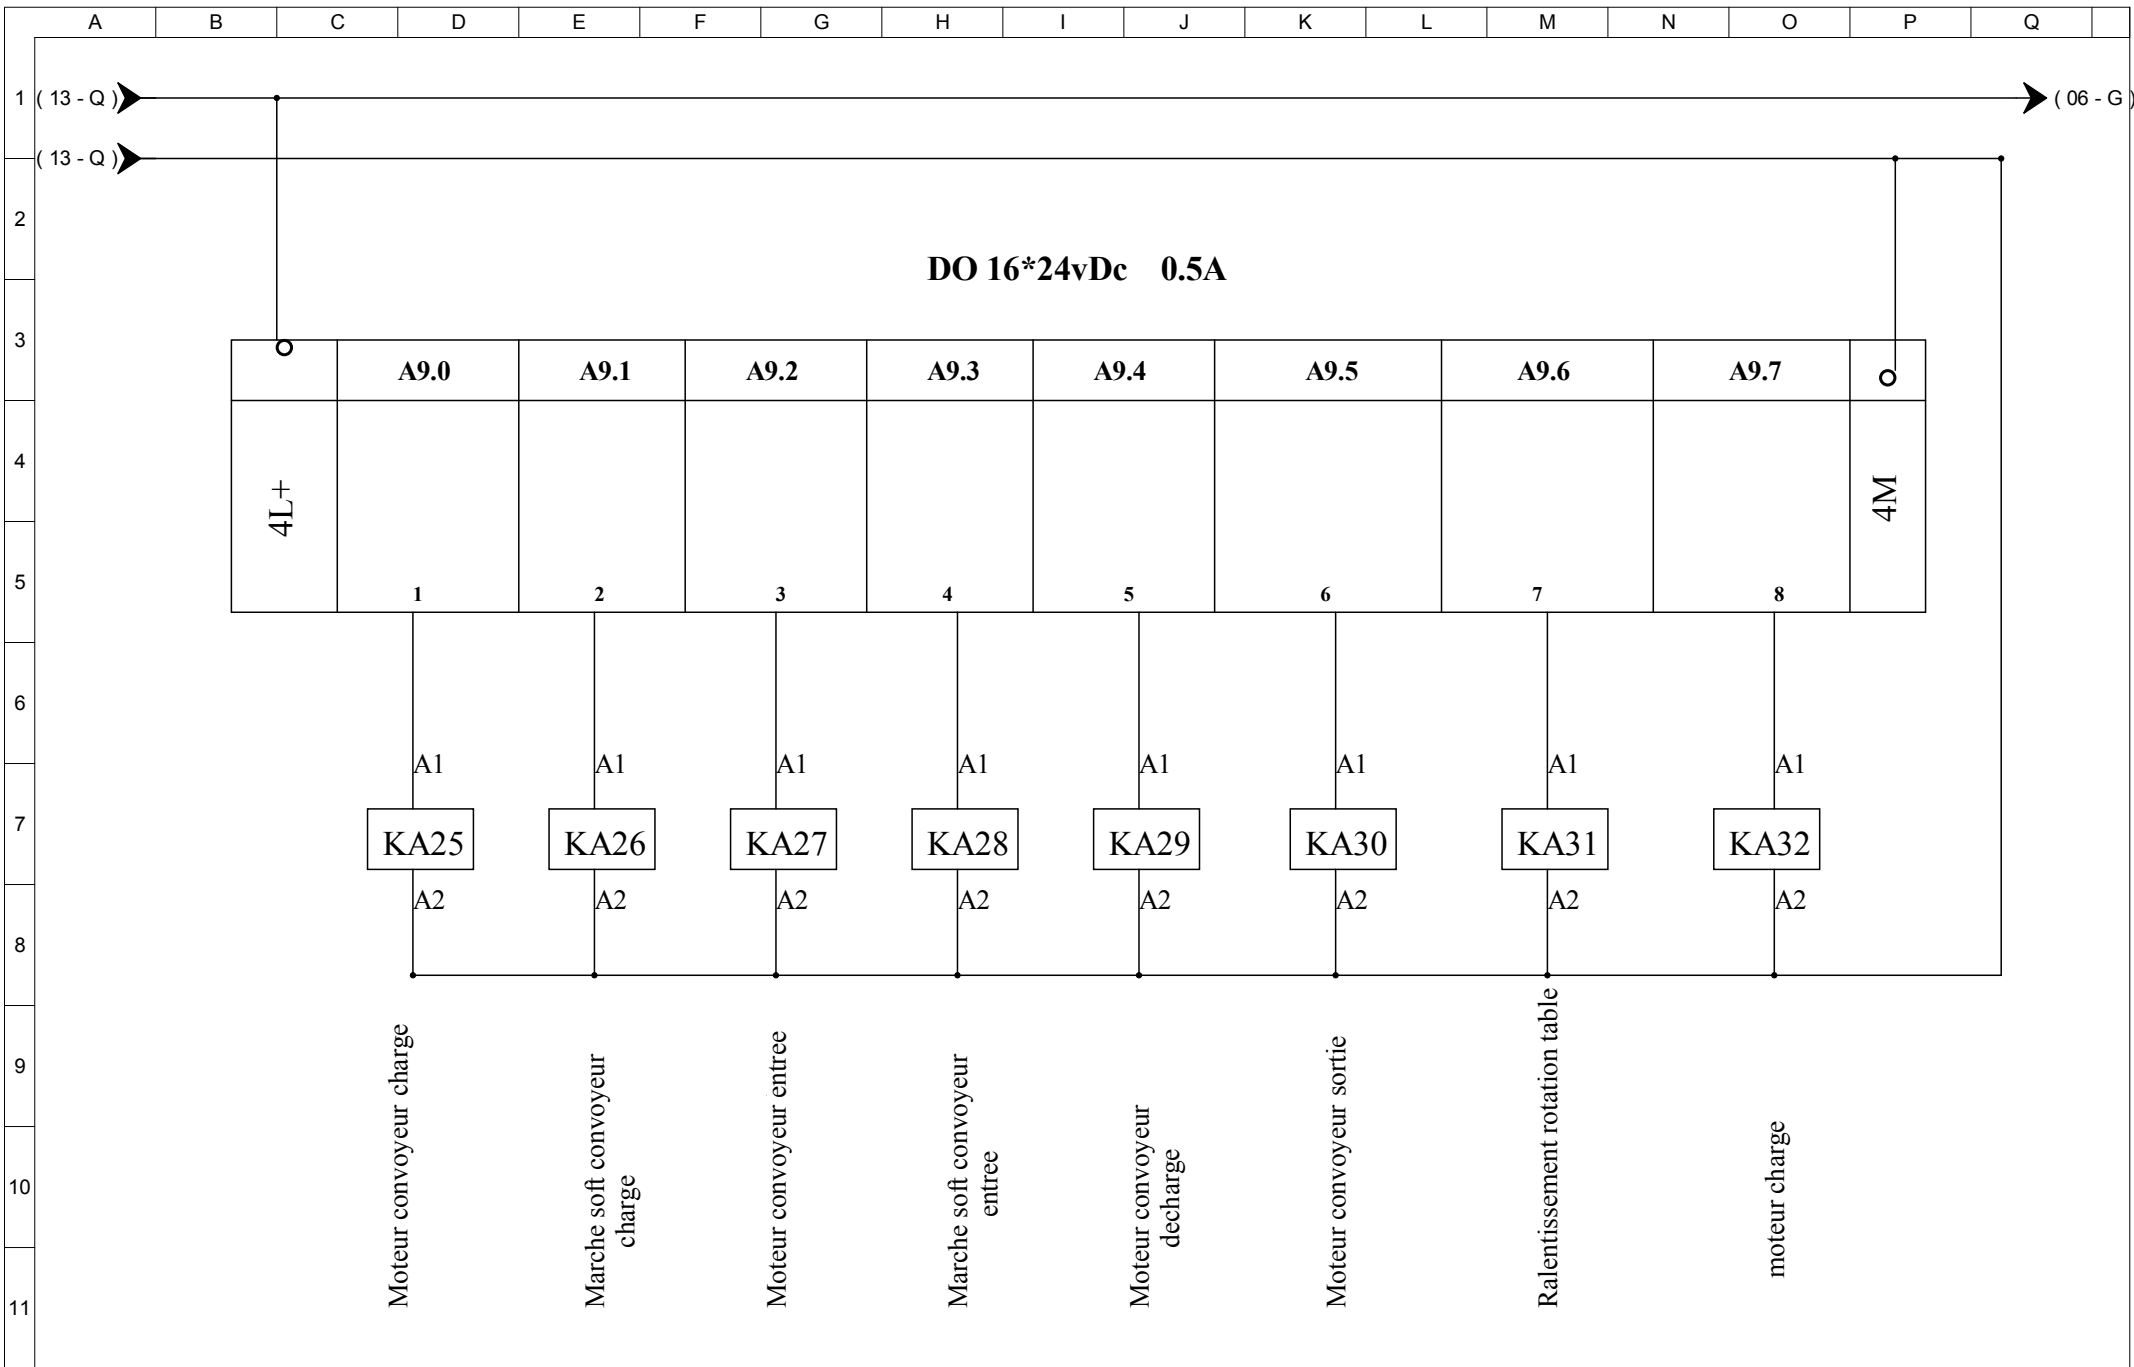 A B C D E F G H I J K L M N O P Q
1 ( 13 - Q ) ( 06 - G )
( 13 - Q )
2
DO 16*24vDc 0.5A
3
A9.0 A9.1 A9.2 A9.3 A9.4 A9.5 A9.6 A9.7
4
4L+ 4M
5
1 2 3 4 5 6 7 8
6
A1 A1 A1 A1 A1 A1 A1 A1
7
KA25 KA26 KA27 KA28 KA29 KA30 KA31 KA32
A2 A2 A2 A2 A2 A2 A2 A2
8
9
10
11
Moteur convoyeur charge
Marche soft convoyeur
charge
Moteur convoyeur entree
Marche soft convoyeur
entree
Moteur convoyeur
decharge
Moteur convoyeur sortie
Ralentissement rotation table
moteur charge